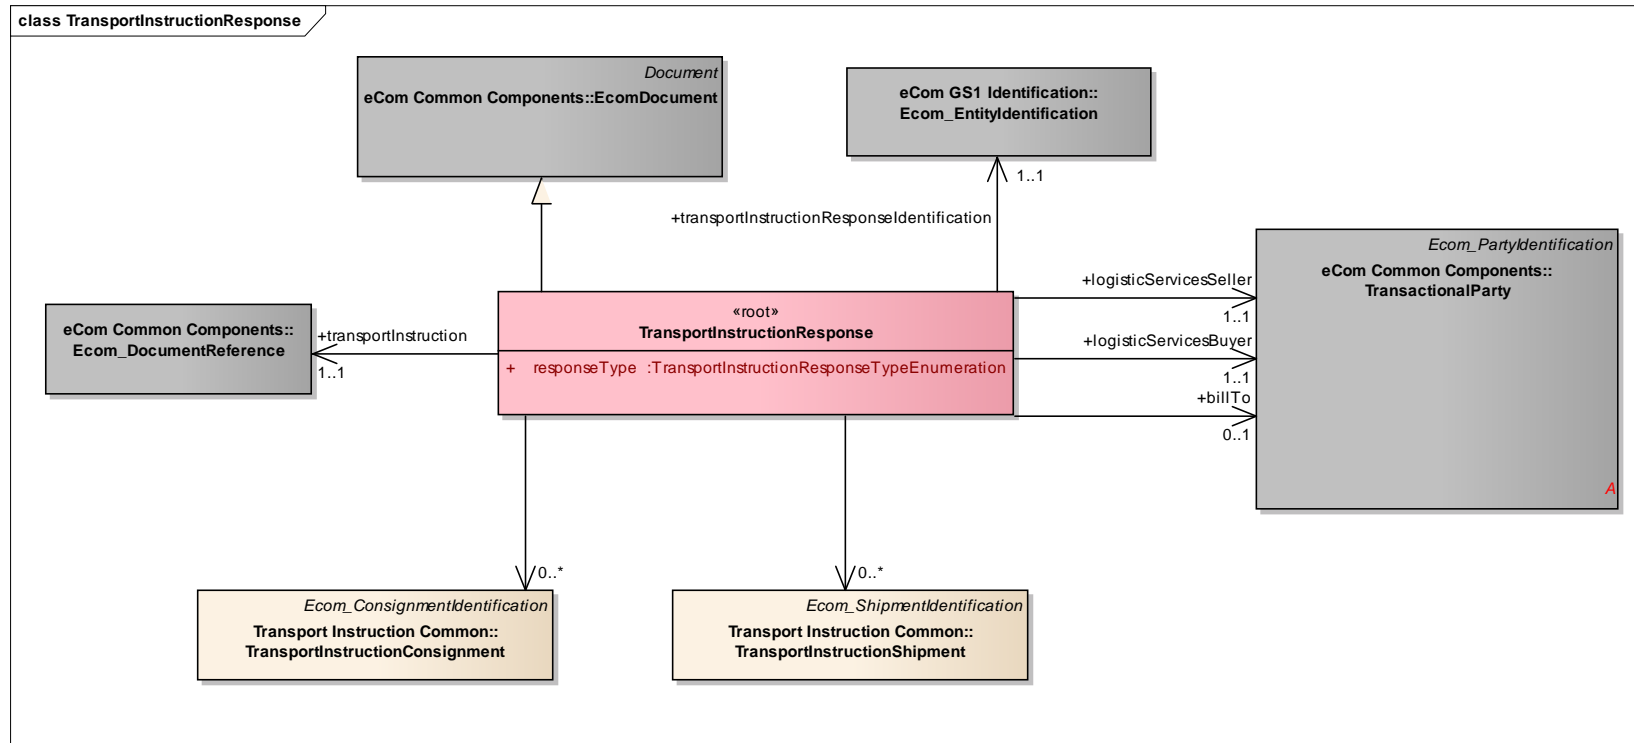 class TransportInstructionResponse
Document
eCom Common Components::EcomDocument
eCom GS1 Identification::
Ecom_EntityIdentification
1..1
+transportInstructionResponseIdentification
Ecom_PartyIdentification
eCom Common Components::
TransactionalParty
A
+logisticServicesSeller
1..1
+logisticServicesBuyer
1..1
+billTo
0..1
«root»
TransportInstructionResponse
+ responseType :TransportInstructionResponseTypeEnumeration
eCom Common Components::
Ecom_DocumentReference
+transportInstruction
1..1
0..*
0..*
Ecom_ConsignmentIdentification
Transport Instruction Common::
TransportInstructionConsignment
Ecom_ShipmentIdentification
Transport Instruction Common::
TransportInstructionShipment